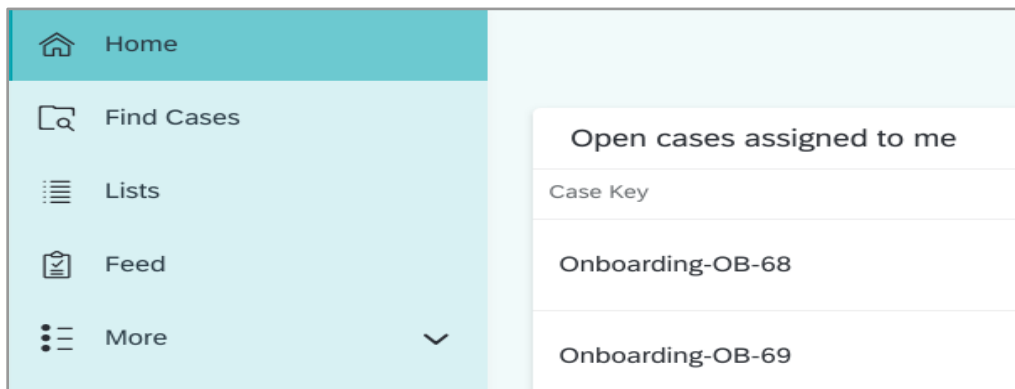 Home
Find Cases
Lists
Feed
More
Open cases assigned to me
Case Key
Onboarding-OB-68
Onboarding-OB-69